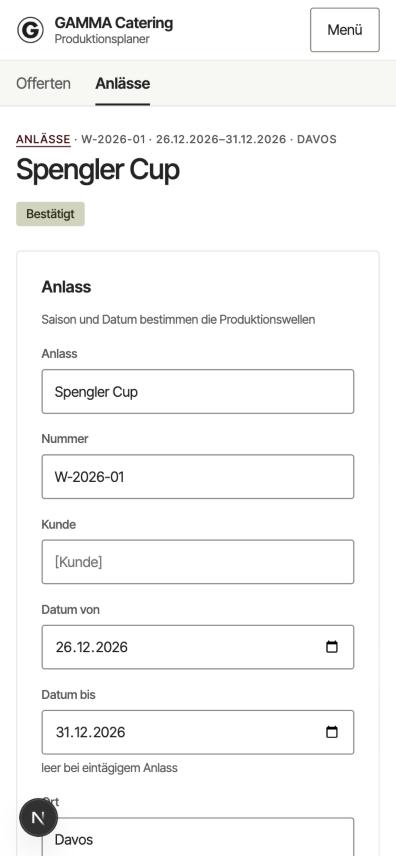 G
GAMMA Catering
Produktionsplaner
Menü
Offerten Anlässe
ANLÄSSE · W-2026-01 · 26.12.2026–31.12.2026 · DAVOS
Spengler Cup
Bestätigt
Anlass
Saison und Datum bestimmen die Produktionswellen
Anlass
Spengler Cup
Nummer
W-2026-01
Kunde
[Kunde]
Datum von
26.12.2026
Datum bis
31.12.2026
leer bei eintägigem Anlass
Ort
N
Davos